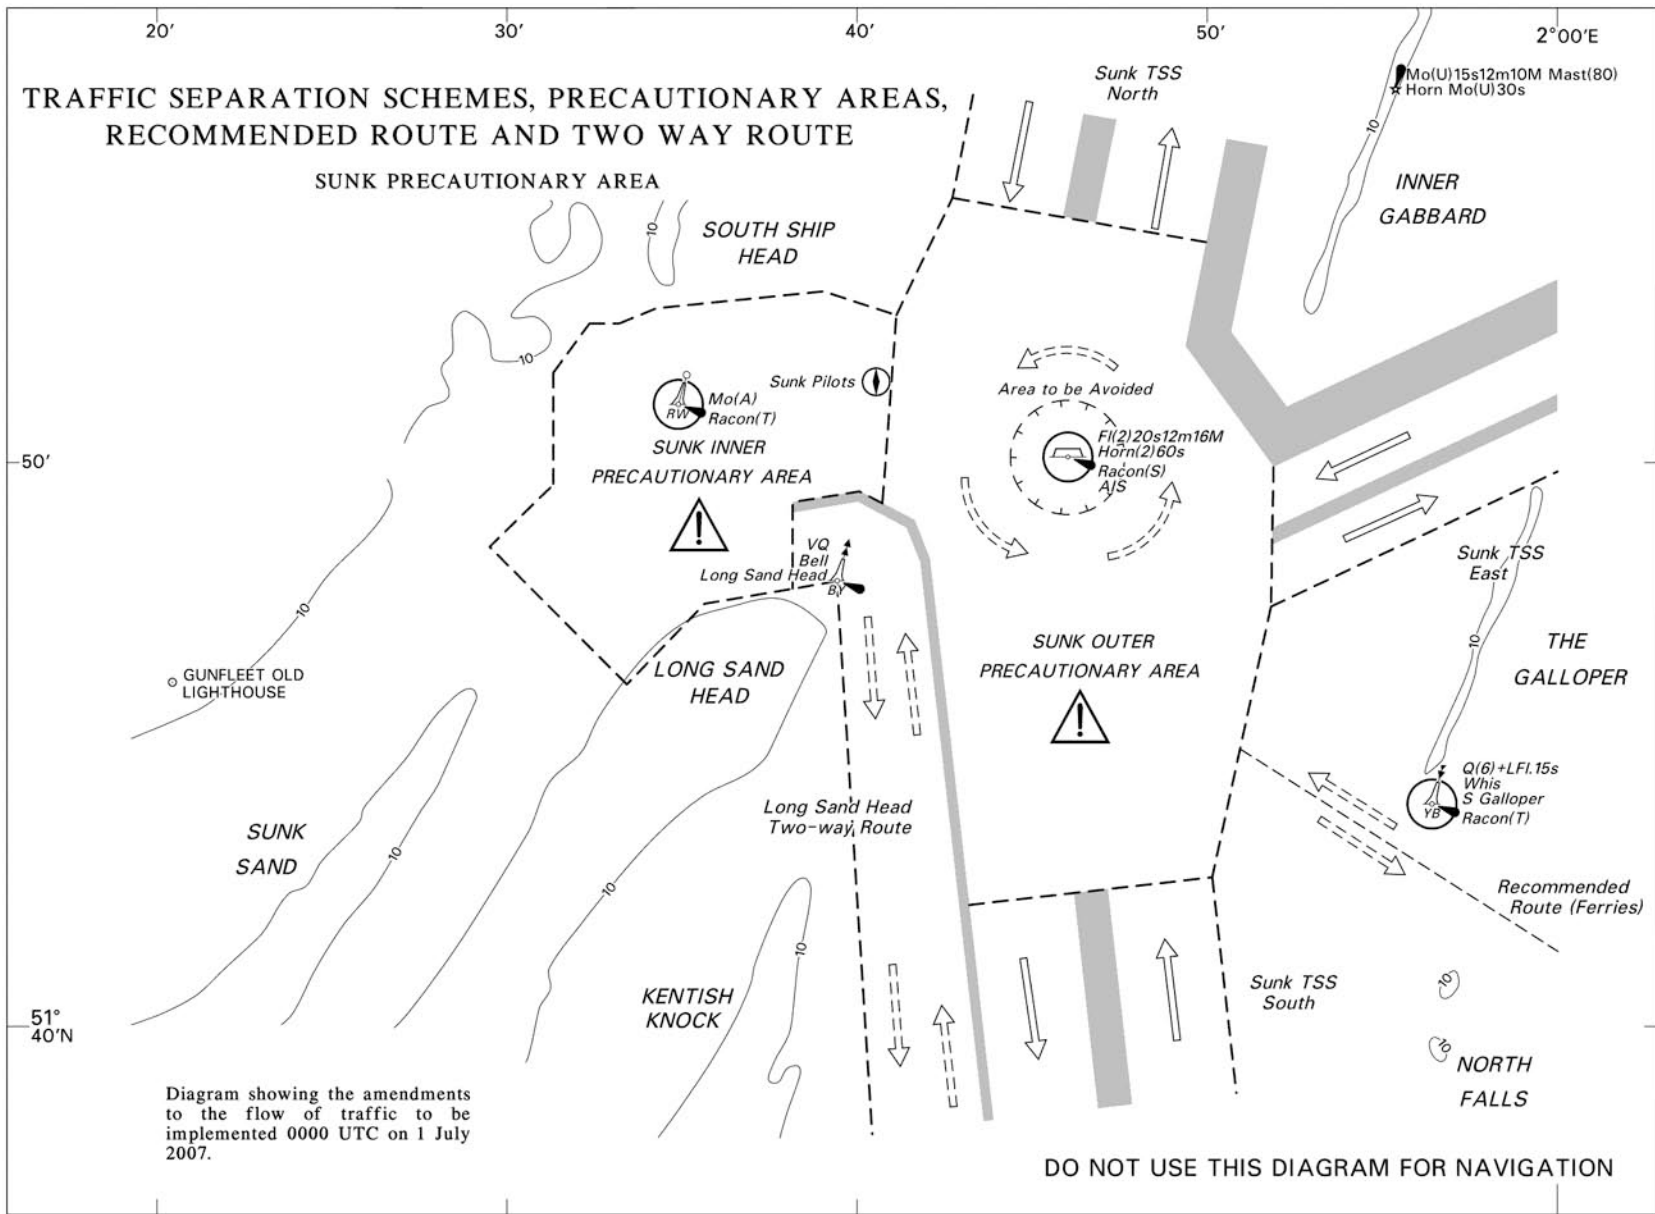 20′
30′
40′
50′
2°00′E
TRAFFIC SEPARATION SCHEMES, PRECAUTIONARY AREAS,
RECOMMENDED ROUTE AND TWO WAY ROUTE
SUNK PRECAUTIONARY AREA
Sunk TSS
North
Mo(U)15s12m10M Mast(80)
Horn Mo(U)30s
10
INNER
GABBARD
SOUTH SHIP
HEAD
10
10
10
Sunk Pilots
Mo(A)
Racon(T)
RW
SUNK INNER
PRECAUTIONARY AREA
!
Area to be Avoided
Fl(2)20s12m16M
Horn(2)60s
Racon(S)
AIS
50′
VQ
Bell
Long Sand Head
BY
Sunk TSS
East
10
10
SUNK OUTER
PRECAUTIONARY AREA
!
THE
GALLOPER
GUNFLEET OLD
LIGHTHOUSE
LONG SAND
HEAD
Q(6)+LFl.15s
Whis
S Galloper
Racon(T)
YB
Long Sand Head
Two-way Route
SUNK
SAND
10
10
10
Recommended
Route (Ferries)
KENTISH
KNOCK
Sunk TSS
South
10
10
51°
40′N
NORTH
FALLS
Diagram showing the amendments
to the flow of traffic to be
implemented 0000 UTC on 1 July
2007.
DO NOT USE THIS DIAGRAM FOR NAVIGATION